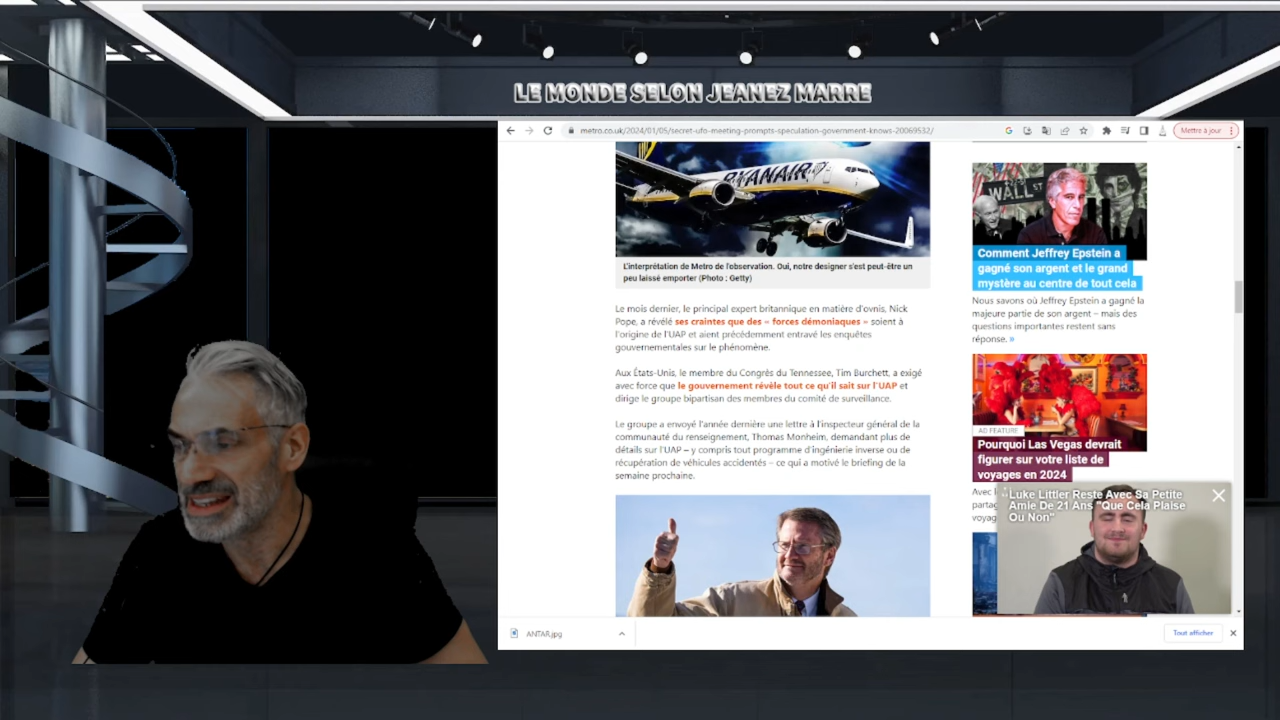 LE MONDE SELON JEANEZ MARRE
metro.co.uk/2024/01/05/secret-ufo-meeting-prompts-speculation-government-knows-20069532/
Mettre à jour
RYANAIR
L'interprétation de Metro de l'observation. Oui, notre designer s'est peut-être un
peu laissé emporter (Photo : Getty)
Le mois dernier, le principal expert britannique en matière d'ovnis, Nick
Pope, a révélé ses craintes que des « forces démoniaques » soient à
l'origine de l'UAP et aient précédemment entravé les enquêtes
gouvernementales sur le phénomène.
Aux États-Unis, le membre du Congrès du Tennessee, Tim Burchett, a exigé
avec force que le gouvernement révèle tout ce qu'il sait sur l'UAP et
dirige le groupe bipartisan des membres du comité de surveillance.
Le groupe a envoyé l'année dernière une lettre à l'inspecteur général de la
communauté du renseignement, Thomas Monheim, demandant plus de
détails sur l'UAP – y compris tout programme d'ingénierie inverse ou de
récupération de véhicules accidentés – ce qui a motivé le briefing de la
semaine prochaine.
WALL ST
Comment Jeffrey Epstein a
gagné son argent et le grand
mystère au centre de tout cela
Nous savons où Jeffrey Epstein a gagné la
majeure partie de son argent – mais des
questions importantes restent sans
réponse. »
AD FEATURE
Pourquoi Las Vegas devrait
figurer sur votre liste de
voyages en 2024
Avec
partag
voyag
Luke Littler Reste Avec Sa Petite
Amie De 21 Ans "Que Cela Plaise
Ou Non"
ANTAR.jpg
Tout afficher